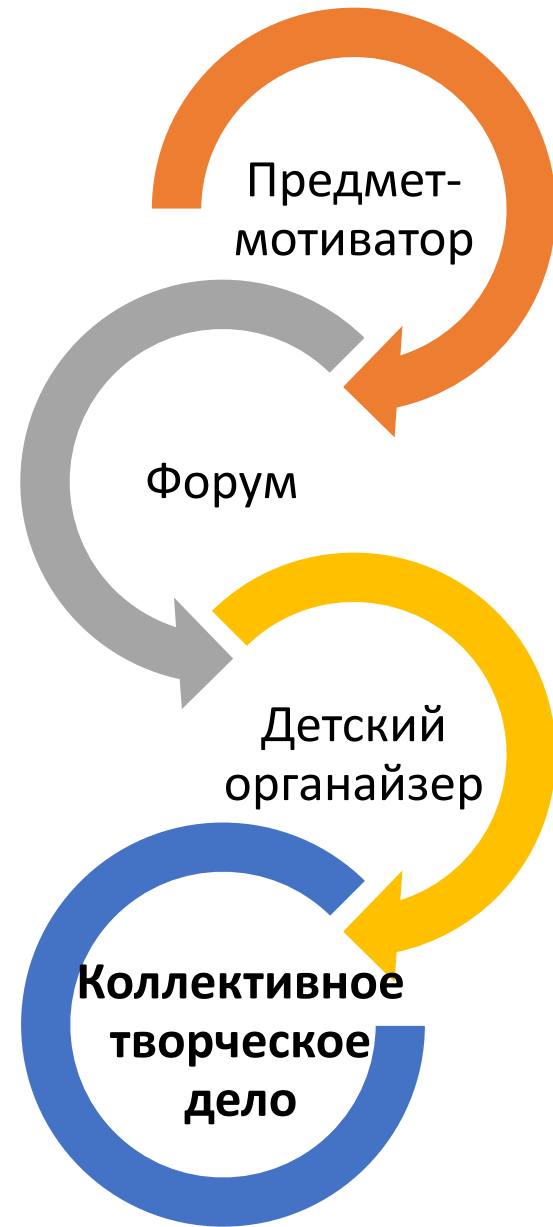 Предмет-
мотиватор
Форум
Детский
органайзер
Коллективное
творческое
дело